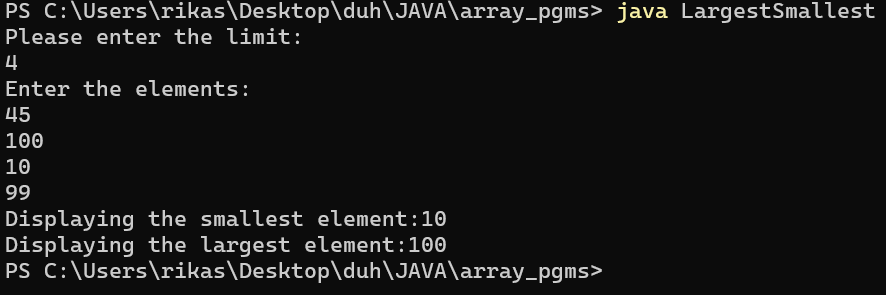 PS C:\Users\rikas\Desktop\duh\JAVA\array_pgms> java LargestSmallest
Please enter the limit:
4
Enter the elements:
45
100
10
99
Displaying the smallest element:10
Displaying the largest element:100
PS C:\Users\rikas\Desktop\duh\JAVA\array_pgms>